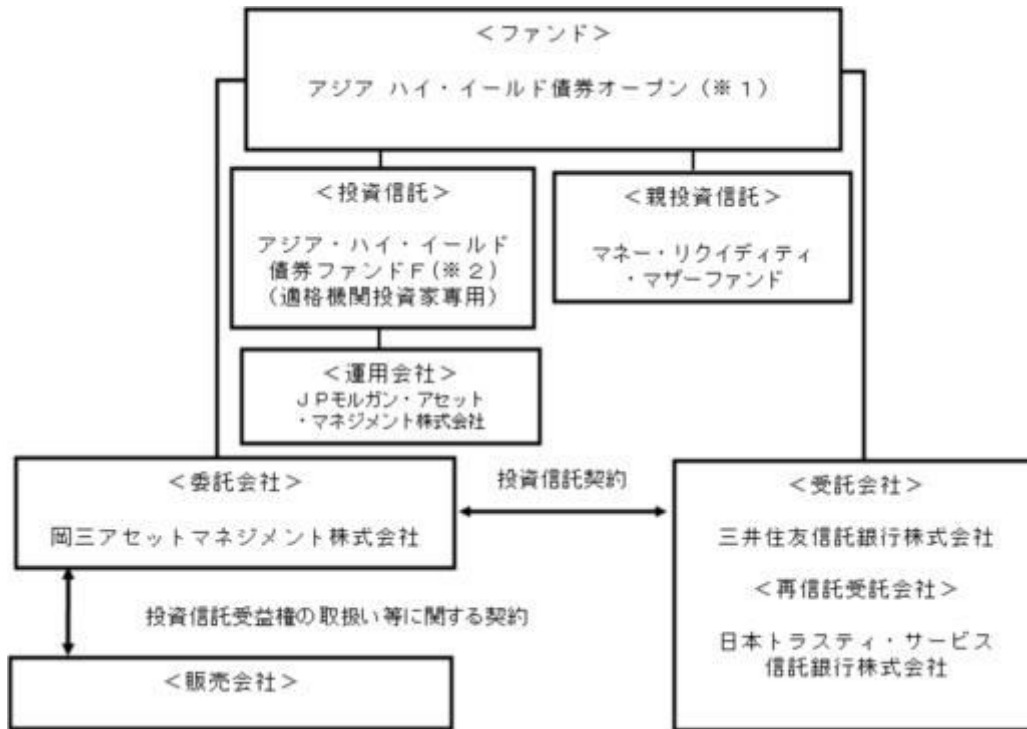 ＜ファンド＞
アジア ハイ・イールド債券オープン（※１）
＜投資信託＞
アジア・ハイ・イールド
債券ファンドＦ（※２）
（適格機関投資家専用）
＜親投資信託＞
マネー・リクイディティ
・マザーファンド
＜運用会社＞
ＪＰモルガン・アセット
・マネジメント株式会社
＜委託会社＞
岡三アセットマネジメント株式会社
投資信託契約
＜受託会社＞
三井住友信託銀行株式会社
＜再信託受託会社＞
日本トラスティ・サービス
信託銀行株式会社
投資信託受益権の取扱い等に関する契約
＜販売会社＞